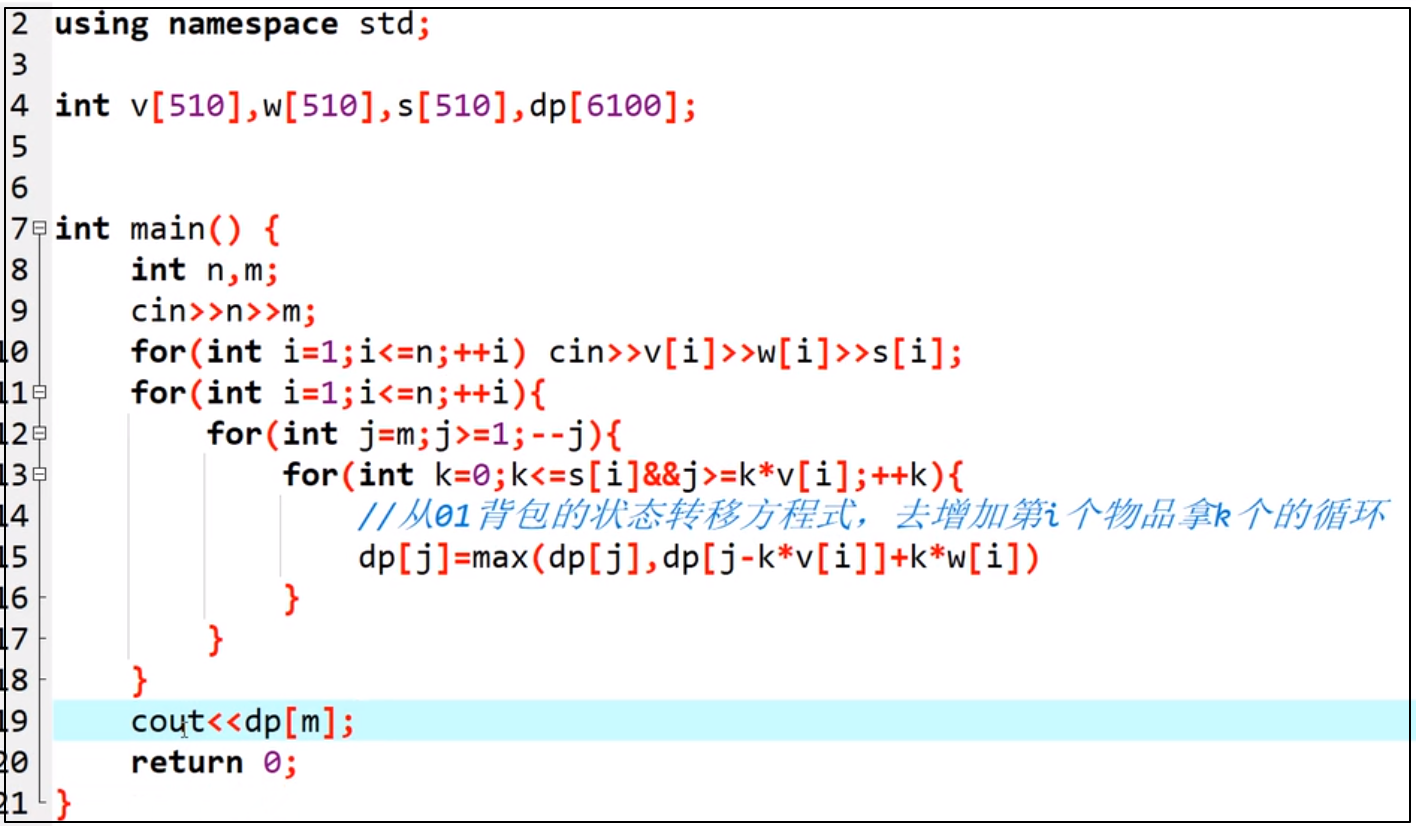 2 using namespace std;
3
4 int v[510],w[510],s[510],dp[6100];
5
6
7 int main() {
8 int n,m;
9 cin>>n>>m;
10 for(int i=1;i<=n;++i) cin>>v[i]>>w[i]>>s[i];
11 for(int i=1;i<=n;++i){
12 for(int j=m;j>=1;--j){
13 for(int k=0;k<=s[i]&&j>=k*v[i];++k){
14 //从01背包的状态转移方程式，去增加第i个物品拿k个的循环
15 dp[j]=max(dp[j],dp[j-k*v[i]]+k*w[i])
16 }
17 }
18 }
19 cout<<dp[m];
20 return 0;
21 }